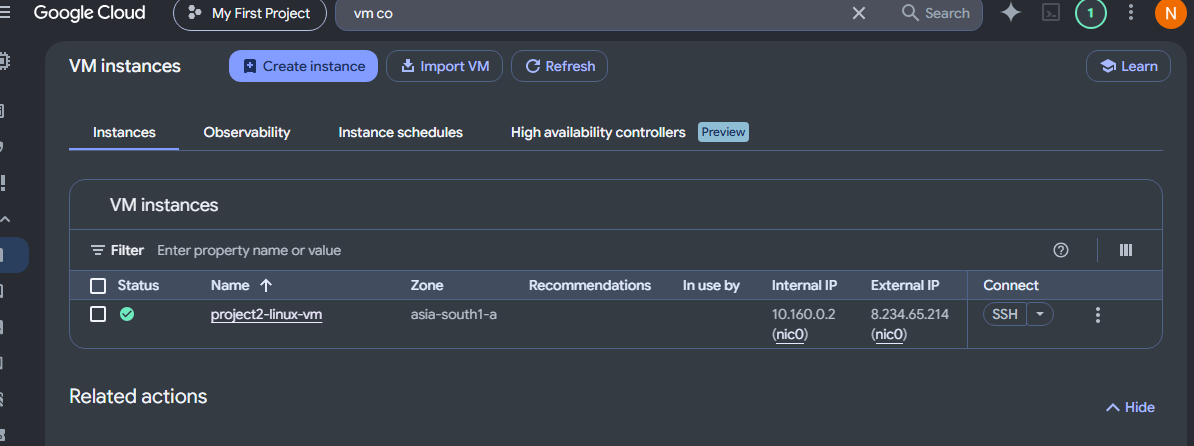 Google Cloud My First Project vm co Search 1 N
VM instances Create instance Import VM Refresh Learn
Instances Observability Instance schedules High availability controllers Preview
VM instances
Filter Enter property name or value
Status Name Zone Recommendations In use by Internal IP External IP Connect
project2-linux-vm asia-south1-a 10.160.0.2 8.234.65.214 SSH
(nic0) (nic0)
Related actions
Hide